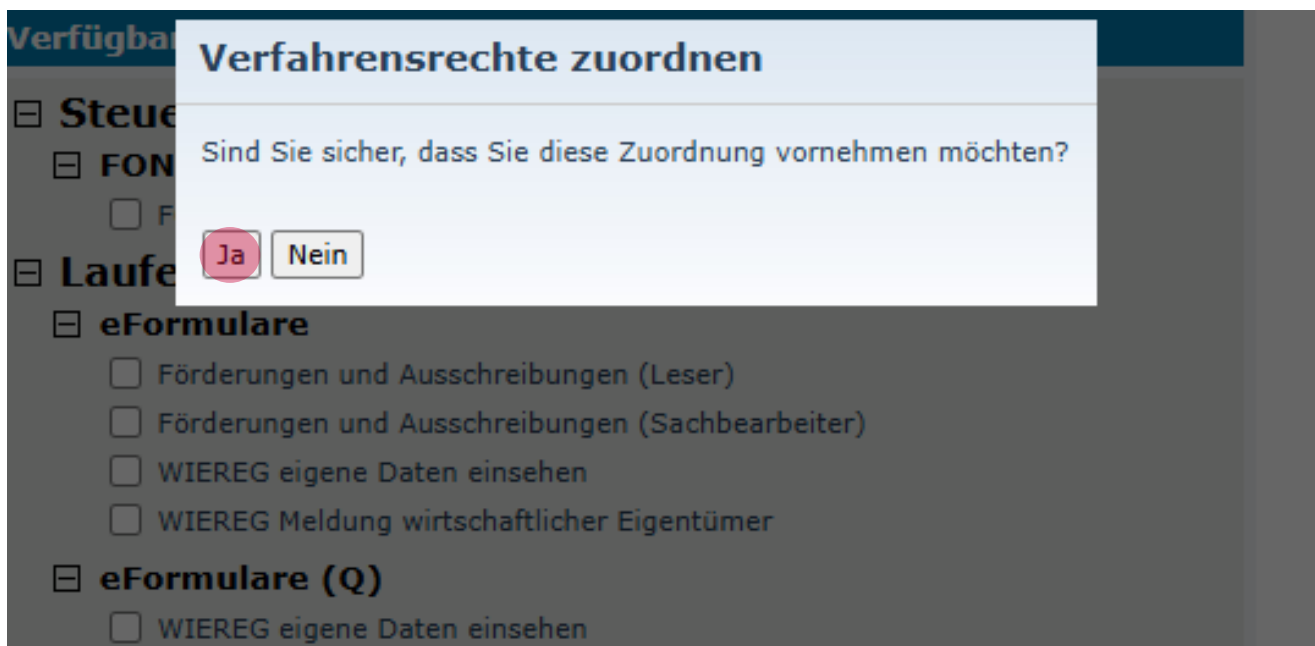 Verfahrensrechte zuordnen
Sind Sie sicher, dass Sie diese Zuordnung vornehmen möchten?
Ja Nein
eFormulare
Förderungen und Ausschreibungen (Leser)
Förderungen und Ausschreibungen (Sachbearbeiter)
WIEREG eigene Daten einsehen
WIEREG Meldung wirtschaftlicher Eigentümer
eFormulare (Q)
WIEREG eigene Daten einsehen